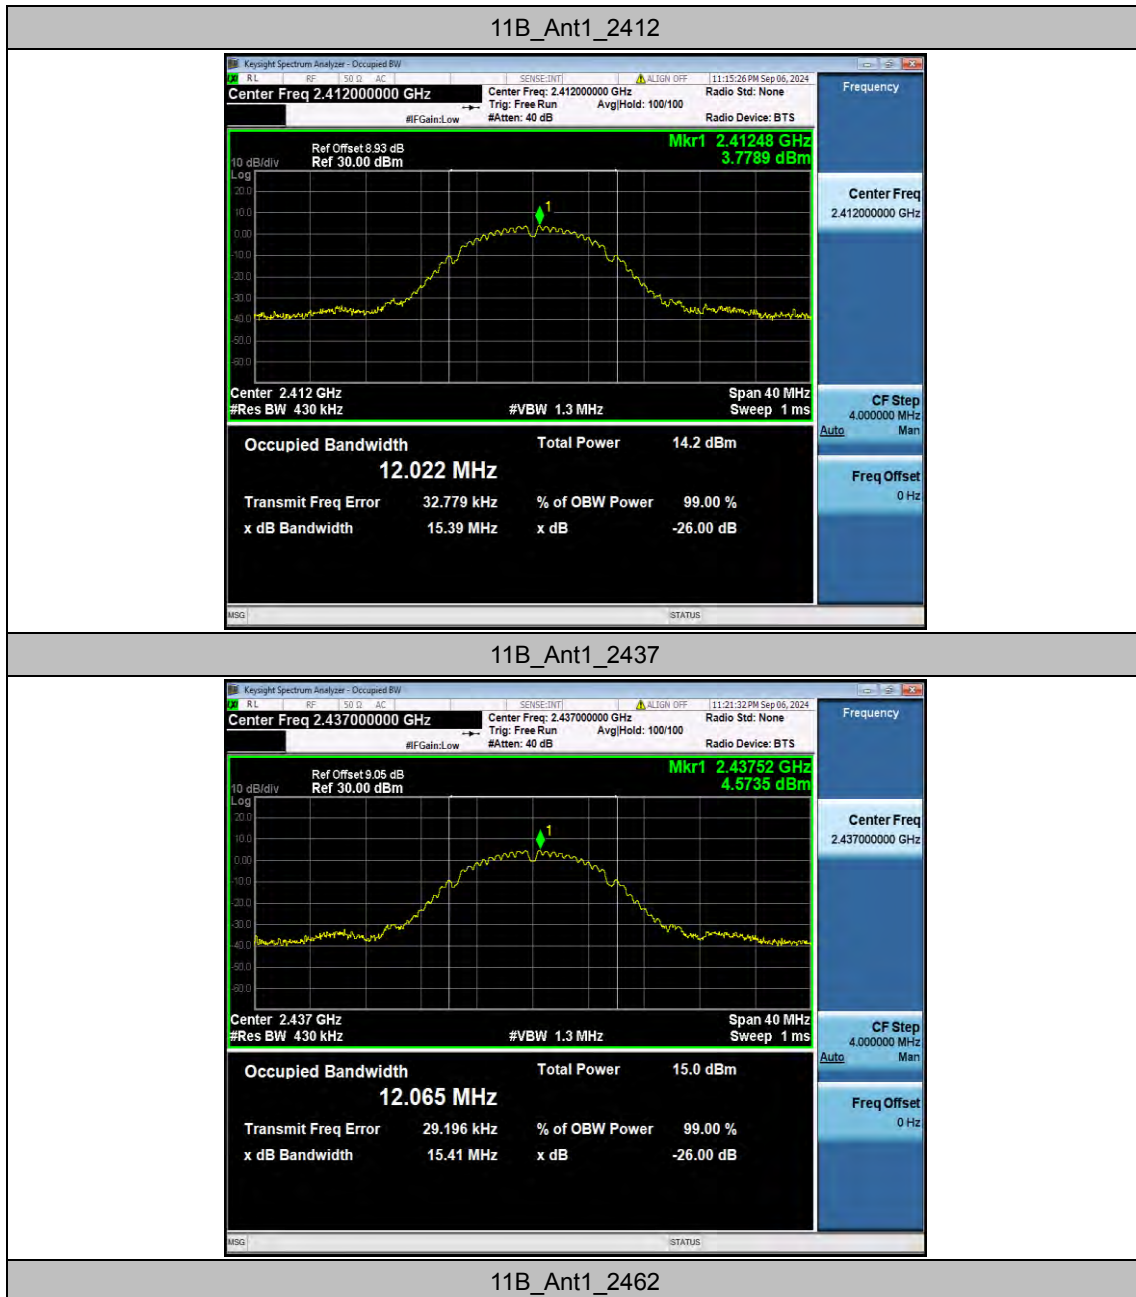 11B_Ant1_2412
Keysight Spectrum Analyzer - Occupied BW
RL RF 50 Ω AC SENSE:INT ALIGN OFF 11:15:26 PM Sep 06, 2024
Center Freq 2.412000000 GHz
Center Freq: 2.412000000 GHz Radio Std: None
Trig: Free Run Avg|Hold: 100/100
#IFGain:Low #Atten: 40 dB Radio Device: BTS
Frequency
Mkr1 2.41248 GHz
3.7789 dBm
Ref Offset 8.93 dB
10 dB/div Ref 30.00 dBm
Log
20.0
10.0
0.00
-10.0
-20.0
-30.0
-40.0
-50.0
-60.0
1
Center 2.412 GHz Span 40 MHz
#Res BW 430 kHz #VBW 1.3 MHz Sweep 1 ms
Center Freq
2.412000000 GHz
CF Step
4.000000 MHz
Auto Man
Freq Offset
0 Hz
Occupied Bandwidth Total Power 14.2 dBm
12.022 MHz
Transmit Freq Error 32.779 kHz % of OBW Power 99.00 %
x dB Bandwidth 15.39 MHz x dB -26.00 dB
MSG STATUS
11B_Ant1_2437
Keysight Spectrum Analyzer - Occupied BW
RL RF 50 Ω AC SENSE:INT ALIGN OFF 11:21:32 PM Sep 06, 2024
Center Freq 2.437000000 GHz
Center Freq: 2.437000000 GHz Radio Std: None
Trig: Free Run Avg|Hold: 100/100
#IFGain:Low #Atten: 40 dB Radio Device: BTS
Frequency
Mkr1 2.43752 GHz
4.5735 dBm
Ref Offset 9.05 dB
10 dB/div Ref 30.00 dBm
Log
20.0
10.0
0.00
-10.0
-20.0
-30.0
-40.0
-50.0
-60.0
1
Center 2.437 GHz Span 40 MHz
#Res BW 430 kHz #VBW 1.3 MHz Sweep 1 ms
Center Freq
2.437000000 GHz
CF Step
4.000000 MHz
Auto Man
Freq Offset
0 Hz
Occupied Bandwidth Total Power 15.0 dBm
12.065 MHz
Transmit Freq Error 29.196 kHz % of OBW Power 99.00 %
x dB Bandwidth 15.41 MHz x dB -26.00 dB
MSG STATUS
11B_Ant1_2462